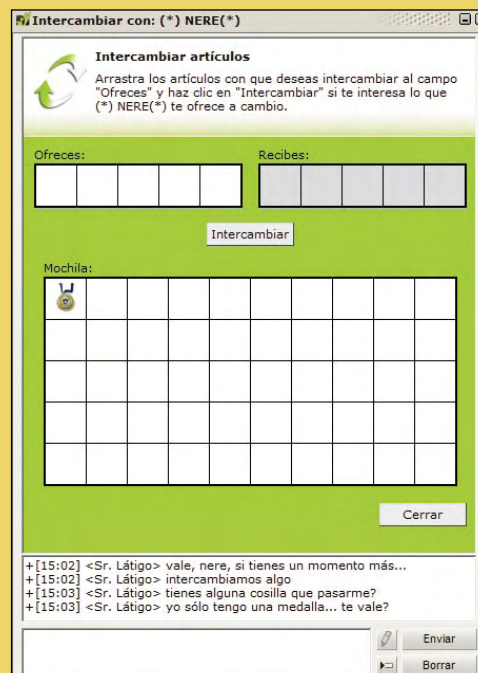 Intercambiar con: (*) NERE(*)
Intercambiar artículos
Arrastra los artículos con que deseas intercambiar al campo
"Ofreces" y haz clic en "Intercambiar" si te interesa lo que
(*) NERE(*) te ofrece a cambio.
Ofreces: Recibes:
Intercambiar
Mochila:
Cerrar
+[15:02] <Sr. Látigo> vale, nere, si tienes un momento más...
+[15:02] <Sr. Látigo> intercambiamos algo
+[15:03] <Sr. Látigo> tienes alguna cosilla que pasarme?
+[15:03] <Sr. Látigo> yo sólo tengo una medalla... te vale?
Enviar
Borrar